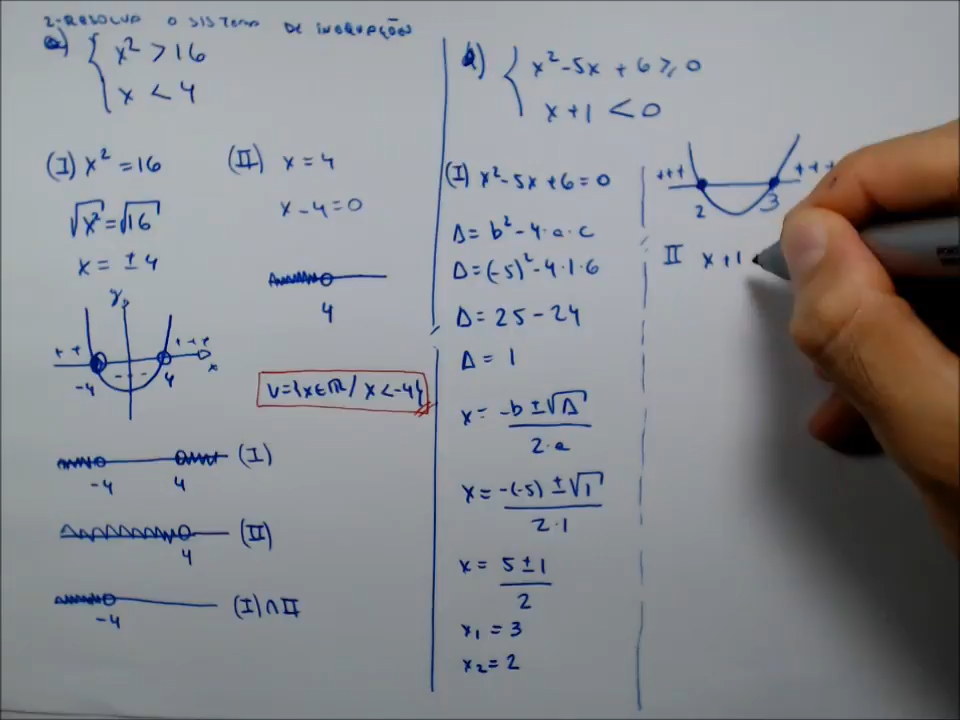 2-RESOLVA O SISTEMA DE INEQUAÇÕES
a) { x² > 16
x < 4
(I) x² = 16
√x² = √16
x = ± 4
y
+ + - - - + + +
-4 4 x
(II) x = 4
x - 4 = 0
4
V={x∈ℝ / x < -4}
-4 4 (I)
4 (II)
-4 (I)∩II
b) { x² - 5x + 6 ≥ 0
x + 1 < 0
(I) x² - 5x + 6 = 0
Δ = b² - 4·a·c
Δ = (-5)² - 4·1·6
Δ = 25 - 24
Δ = 1
x = -b ± √Δ / 2·a
x = -(-5) ± √1 / 2·1
x = 5 ± 1 / 2
x₁ = 3
x₂ = 2
+++ +++
2 3
II x + 1